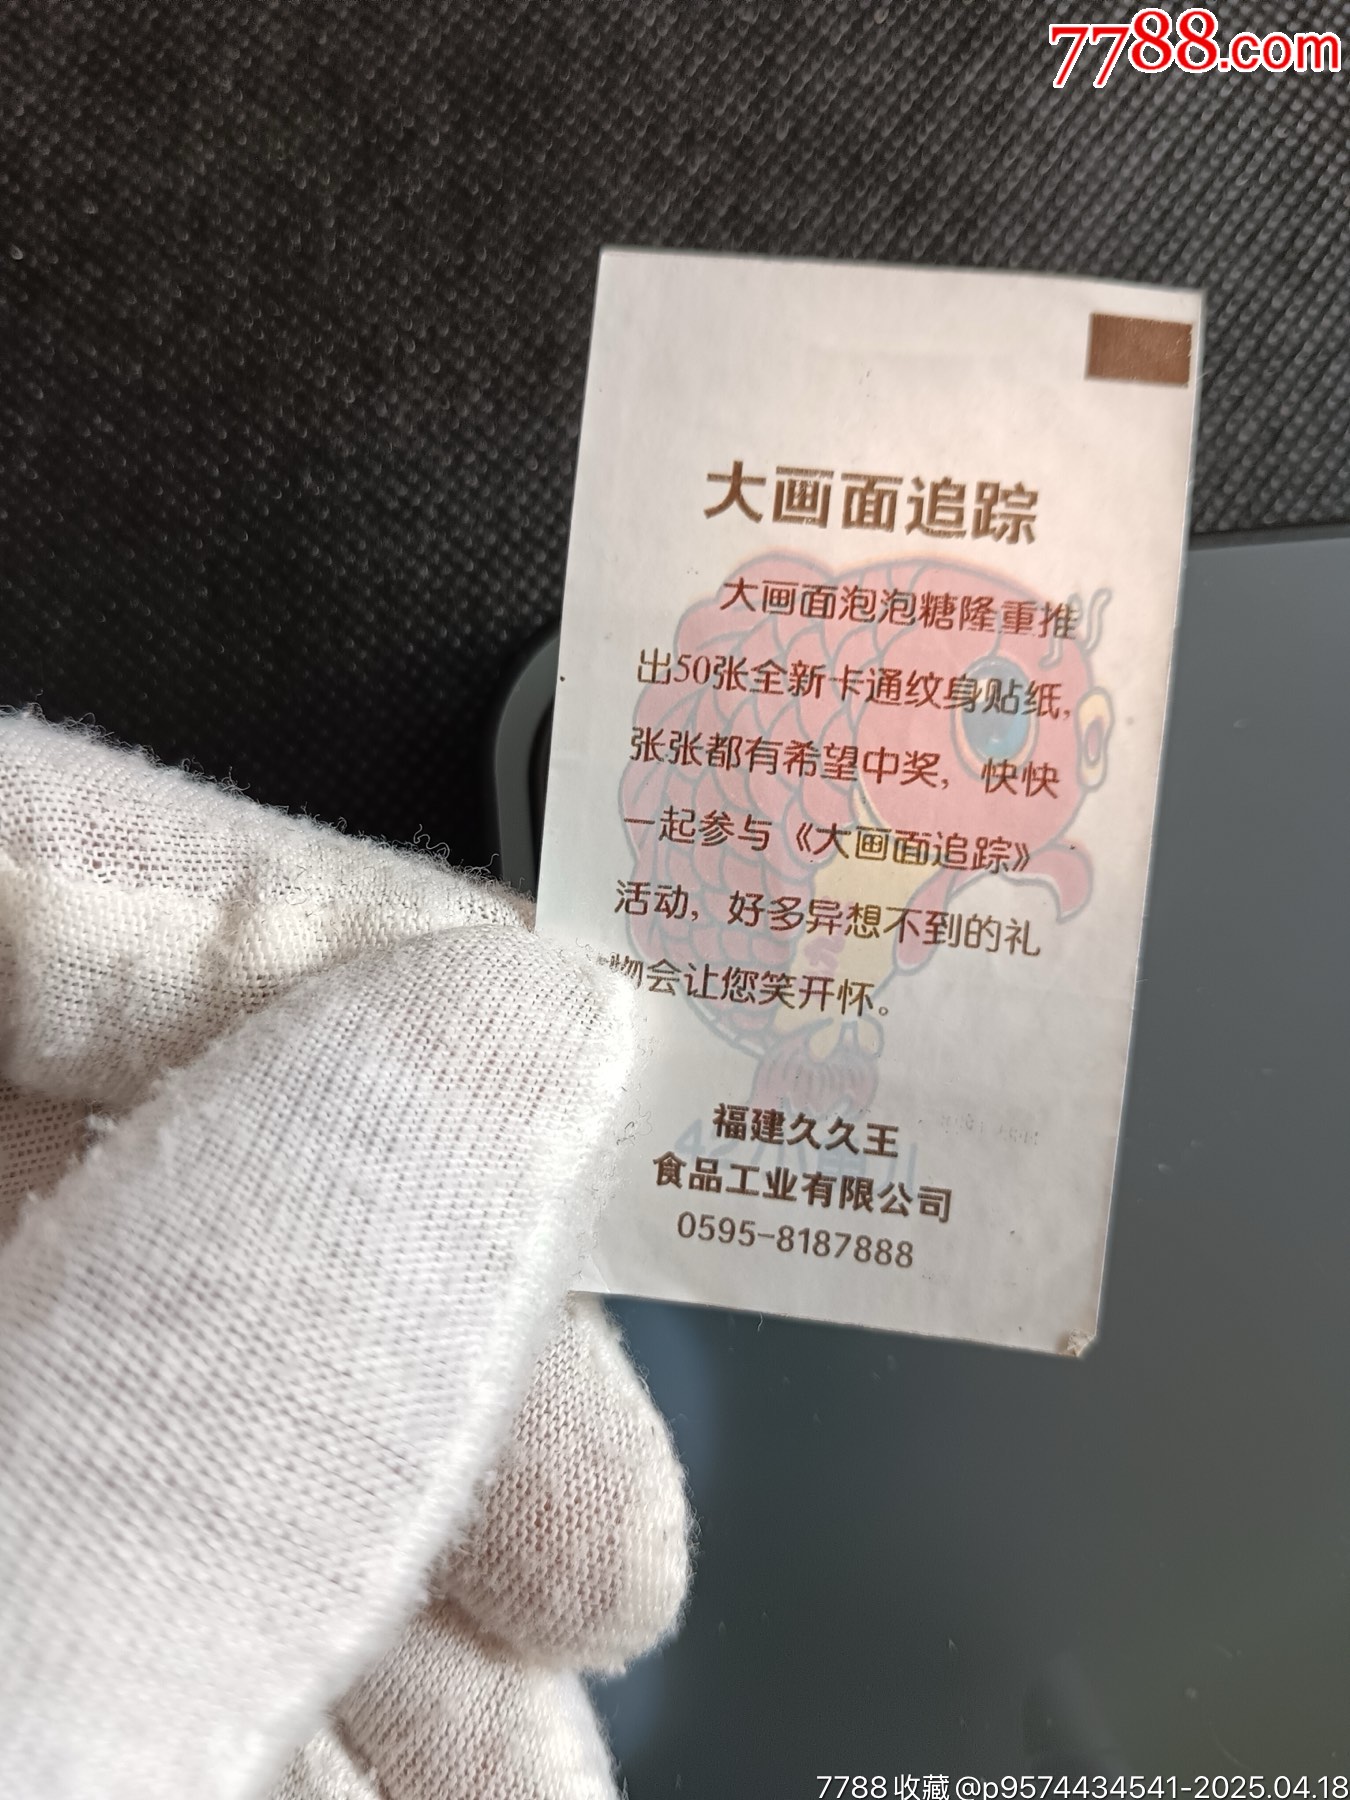 7788.com
大画面追踪
大画面泡泡糖隆重推
出50张全新卡通纹身贴纸,
张张都有希望中奖，快快
一起参与《大画面追踪》
活动，好多异想不到的礼
物会让您笑开怀。
福建久久王
食品工业有限公司
0595-8187888
7788收藏@p9574434541-2025.04.18